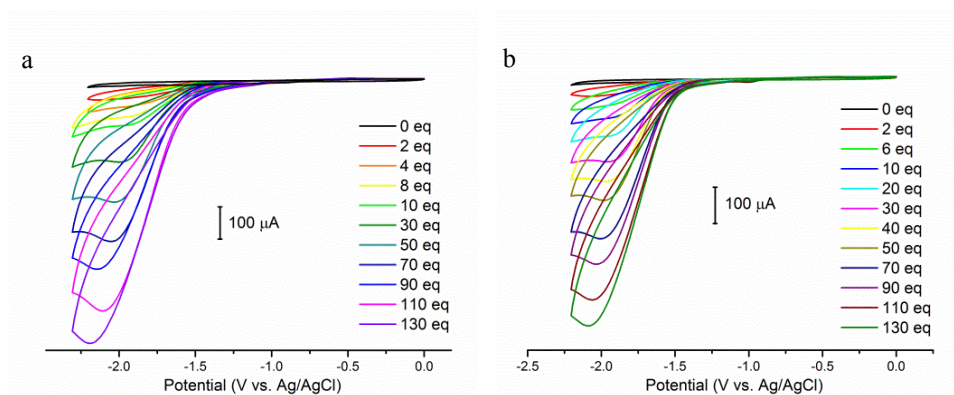 a
0 eq
2 eq
4 eq
8 eq
10 eq
30 eq
50 eq
70 eq
90 eq
110 eq
130 eq
100 μA
-2.0 -1.5 -1.0 -0.5 0.0
Potential (V vs. Ag/AgCl)
b
0 eq
2 eq
6 eq
10 eq
20 eq
30 eq
40 eq
50 eq
70 eq
90 eq
110 eq
130 eq
100 μA
-2.5 -2.0 -1.5 -1.0 -0.5 0.0
Potential (V vs. Ag/AgCl)